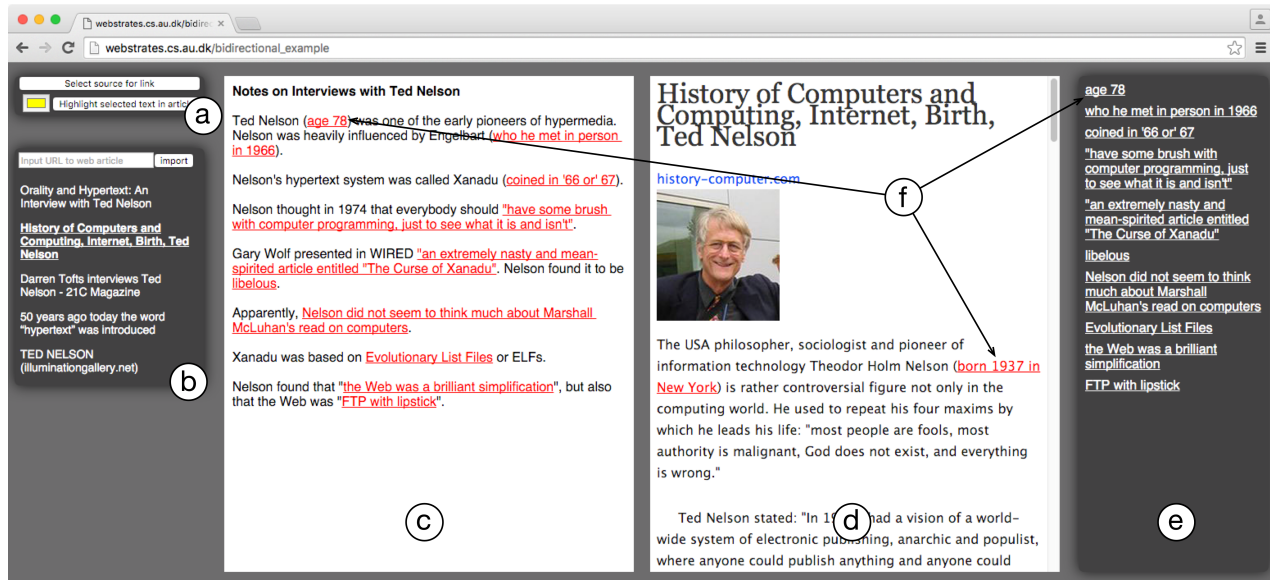 webstrates.cs.au.dk/bidirec
webstrates.cs.au.dk/bidirectional_example
Select source for link
Highlight selected text in artic
a
Input URL to web article
import
Orality and Hypertext: An
Interview with Ted Nelson
History of Computers and
Computing, Internet, Birth, Ted
Nelson
Darren Tofts interviews Ted
Nelson - 21C Magazine
50 years ago today the word
“hypertext” was introduced
TED NELSON
(illuminationgallery.net)
b
Notes on Interviews with Ted Nelson
Ted Nelson (age 78) was one of the early pioneers of hypermedia.
Nelson was heavily influenced by Engelbart (who he met in person
in 1966).
Nelson's hypertext system was called Xanadu (coined in '66 or' 67).
Nelson thought in 1974 that everybody should "have some brush
with computer programming, just to see what it is and isn't".
Gary Wolf presented in WIRED "an extremely nasty and mean-
spirited article entitled "The Curse of Xanadu". Nelson found it to be
libelous.
Apparently, Nelson did not seem to think much about Marshall
McLuhan's read on computers.
Xanadu was based on Evolutionary List Files or ELFs.
Nelson found that "the Web was a brilliant simplification", but also
that the Web was "FTP with lipstick".
c
History of Computers and
Computing, Internet, Birth,
Ted Nelson
history-computer.com
The USA philosopher, sociologist and pioneer of
information technology Theodor Holm Nelson (born 1937 in
New York) is rather controversial figure not only in the
computing world. He used to repeat his four maxims by
which he leads his life: "most people are fools, most
authority is malignant, God does not exist, and everything
is wrong."
Ted Nelson stated: "In had a vision of a world-
wide system of electronic publishing, anarchic and populist,
where anyone could publish anything and anyone could
d
f
age 78
who he met in person in 1966
coined in '66 or' 67
"have some brush with
computer programming, just
to see what it is and isn't"
"an extremely nasty and
mean-spirited article entitled
"The Curse of Xanadu"
libelous
Nelson did not seem to think
much about Marshall
McLuhan's read on computers
Evolutionary List Files
the Web was a brilliant
simplification
FTP with lipstick
e